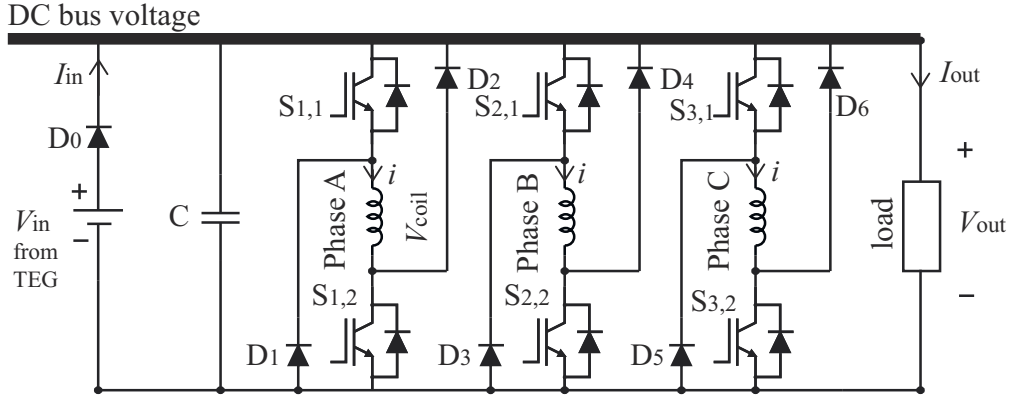 DC bus voltage
Iin
D0
+
Vin
−
from
TEG
C
S1,1
D2
S2,1
D4
S3,1
D6
Iout
i
i
i
Phase A
Vcoil
Phase B
Phase C
load
+
Vout
−
S1,2
S2,2
S3,2
D1
D3
D5